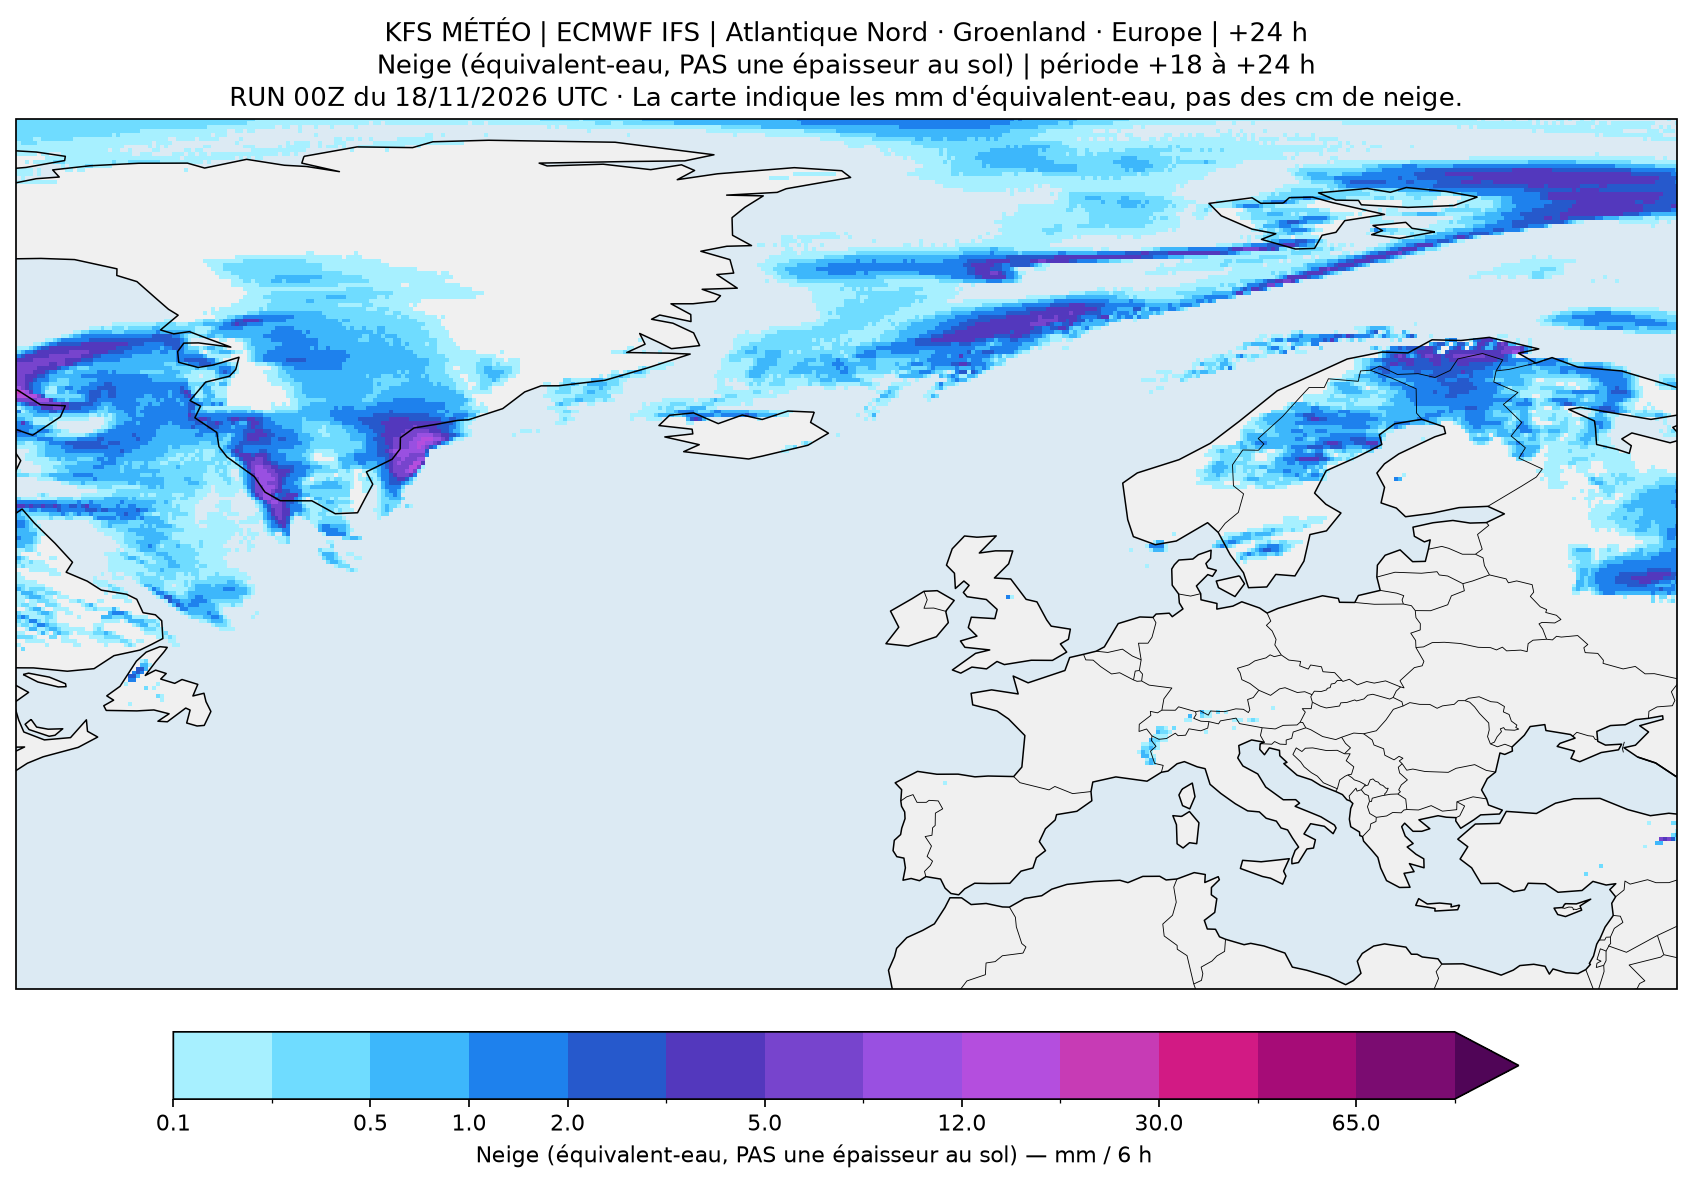 KFS MÉTÉO | ECMWF IFS | Atlantique Nord · Groenland · Europe | +24 h
Neige (équivalent-eau, PAS une épaisseur au sol) | période +18 à +24 h
RUN 00Z du 18/11/2026 UTC · La carte indique les mm d'équivalent-eau, pas des cm de neige.
0.1 0.5 1.0 2.0 5.0 12.0 30.0 65.0
Neige (équivalent-eau, PAS une épaisseur au sol) — mm / 6 h